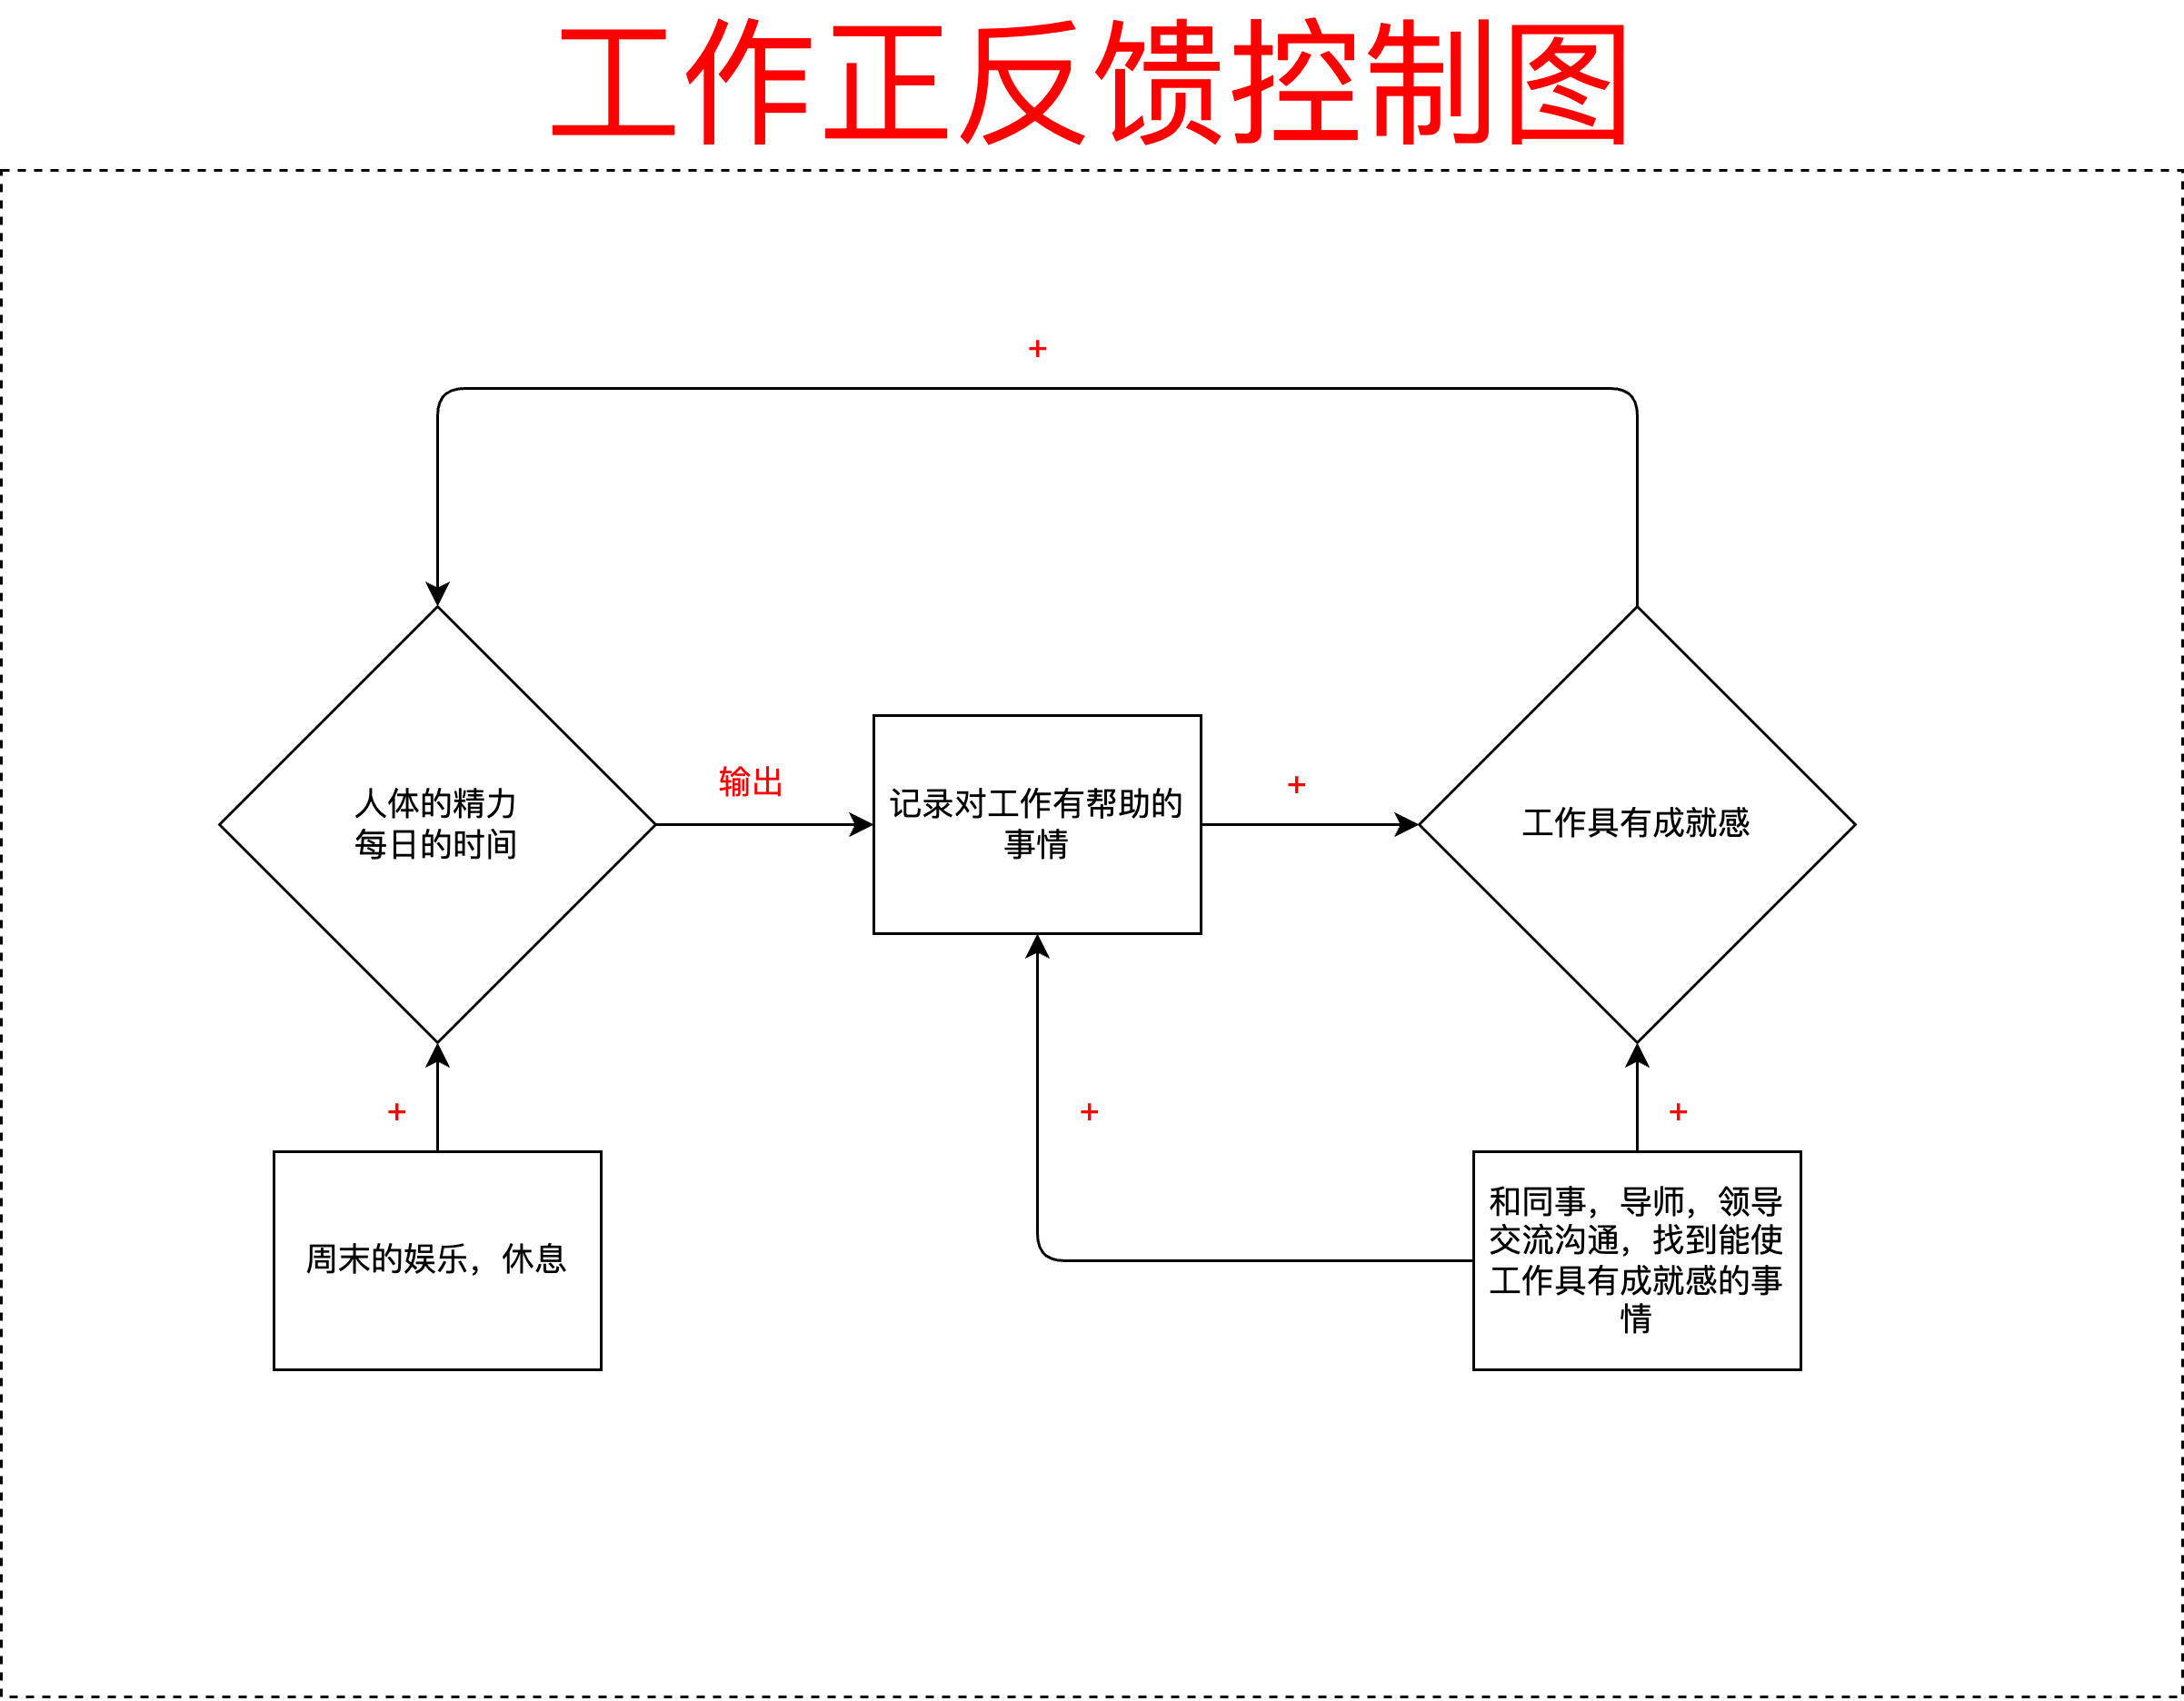 工作正反馈控制图
+
人体的精力
每日的时间
输出
记录对工作有帮助的
事情
+
工作具有成就感
+
+
+
周末的娱乐，休息
和同事，导师，领导
交流沟通，找到能使
工作具有成就感的事
情